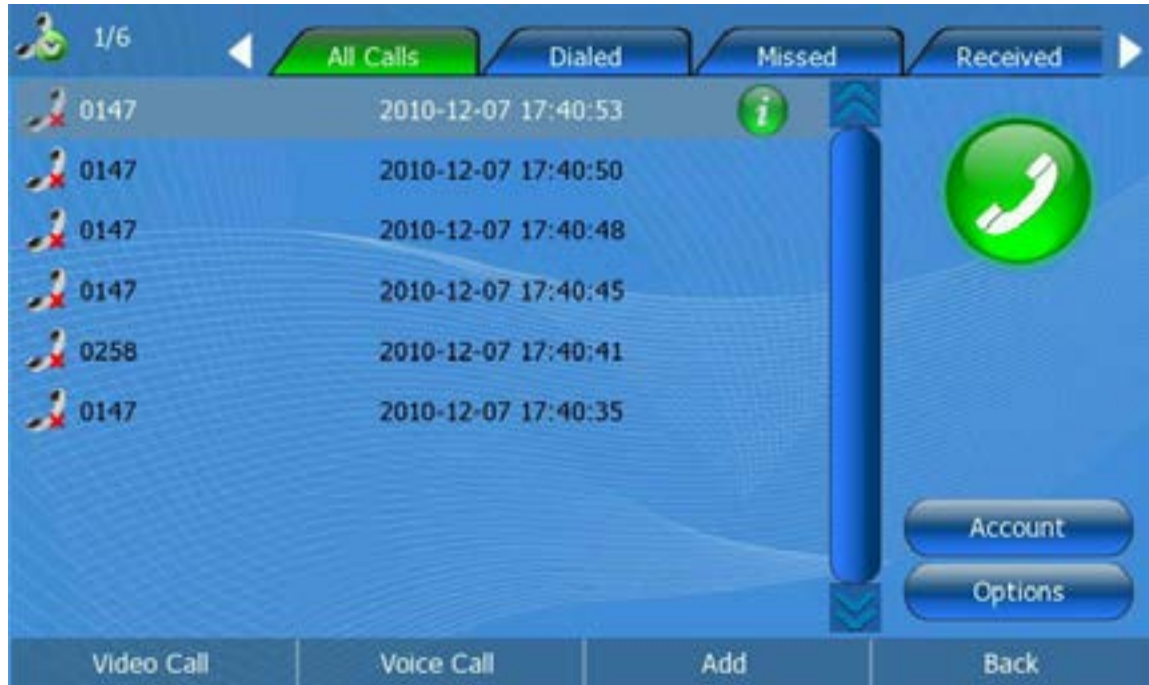 1/6 All Calls Dialed Missed Received
0147 2010-12-07 17:40:53 i
0147 2010-12-07 17:40:50
0147 2010-12-07 17:40:48
0147 2010-12-07 17:40:45
0258 2010-12-07 17:40:41
0147 2010-12-07 17:40:35
Account
Options
Video Call Voice Call Add Back